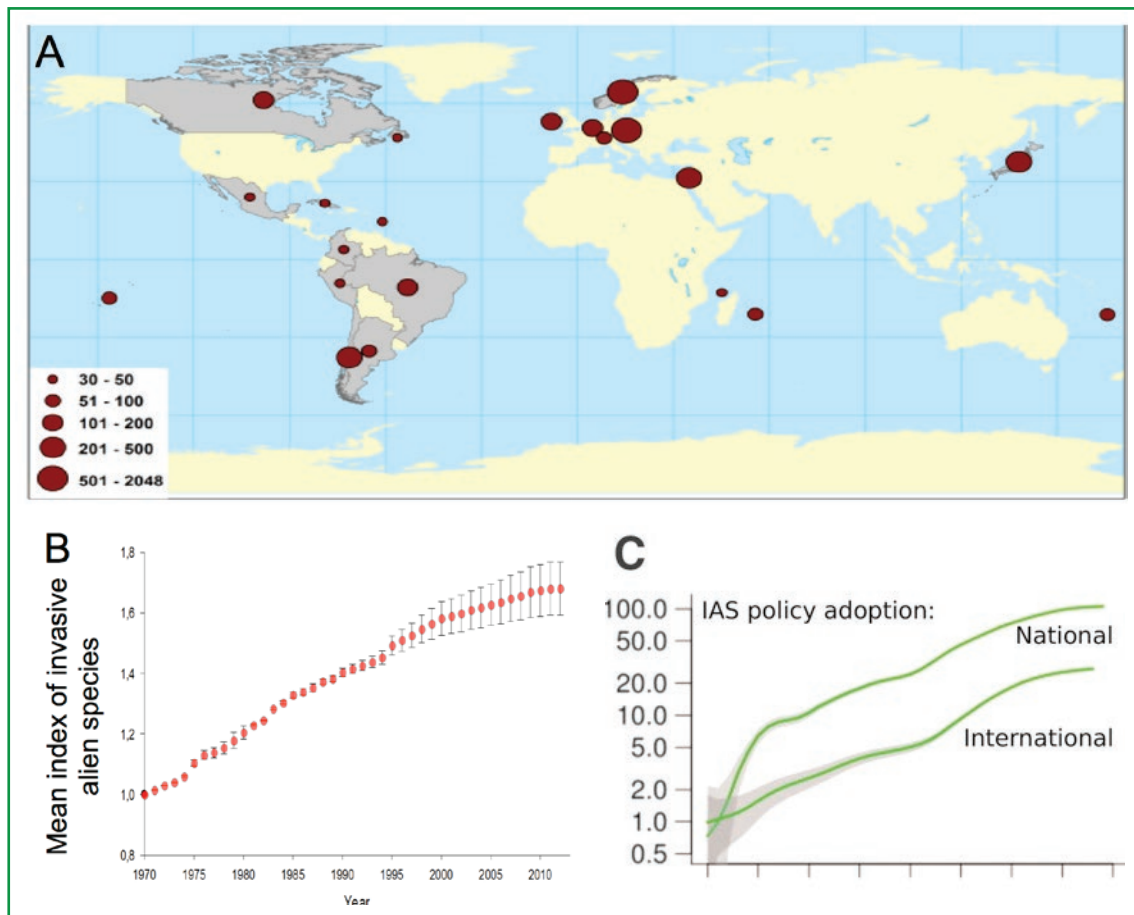 A
30 - 50
51 - 100
101 - 200
201 - 500
501 - 2048
B
Mean index of invasive
alien species
1,8
1,6
1,4
1,2
1,0
0,8
1970 1975 1980 1985 1990 1995 2000 2005 2010
Year
C
IAS policy adoption:
National
International
100.0
50.0
20.0
10.0
5.0
2.0
1.0
0.5